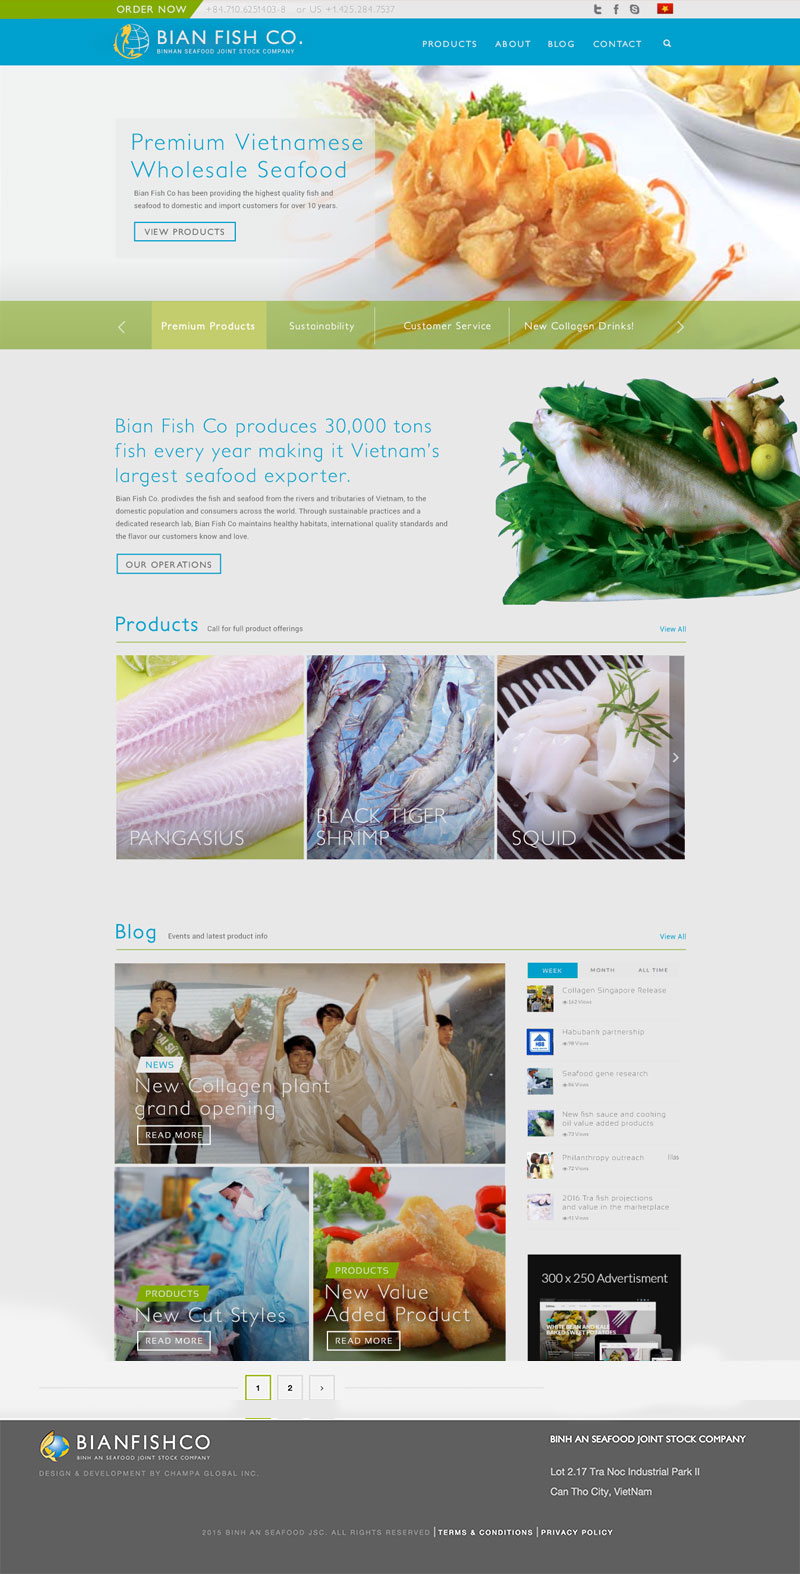 ORDER NOW +84.710.6251403-8 or US +1.425.284.7537
BIAN FISH CO.
BINHAN SEAFOOD JOINT STOCK COMPANY
PRODUCTS ABOUT BLOG CONTACT
Premium Vietnamese
Wholesale Seafood
Bian Fish Co has been providing the highest quality fish and
seafood to domestic and import customers for over 10 years.
VIEW PRODUCTS
Premium Products Sustainability Customer Service New Collagen Drinks!
Bian Fish Co produces 30,000 tons
fish every year making it Vietnam's
largest seafood exporter.
Bian Fish Co. prodivdes the fish and seafood from the rivers and tributaries of Vietnam, to the
domestic population and consumers across the world. Through sustainable practices and a
dedicated research lab, Bian Fish Co maintains healthy habitats, international quality standards and
the flavor our customers know and love.
OUR OPERATIONS
Products Call for full product offerings View All
PANGASIUS
BLACK TIGER
SHRIMP
SQUID
Blog Events and latest product info View All
NEWS
New Collagen plant
grand opening
READ MORE
PRODUCTS
New Cut Styles
READ MORE
PRODUCTS
New Value
Added Product
READ MORE
WEEK MONTH ALL TIME
Collagen Singapore Release
162 Views
Habubank partnership
98 Views
Seafood gene research
Views
New fish sauce and cooking
oil value added products
Views
Philanthropy outreach
72 Views
2016 Tra fish projections
and value in the marketplace
Views
300 x 250 Advertisment
WHITE BEAN AND KALE
BAKED SWEET POTATOES
1 2 >
BIANFISHCO
BINH AN SEAFOOD JOINT STOCK COMPANY
DESIGN & DEVELOPMENT BY CHAMPA GLOBAL INC.
BINH AN SEAFOOD JOINT STOCK COMPANY
Lot 2.17 Tra Noc Industrial Park II
Can Tho City, VietNam
2015 BINH AN SEAFOOD JSC. ALL RIGHTS RESERVED | TERMS & CONDITIONS | PRIVACY POLICY